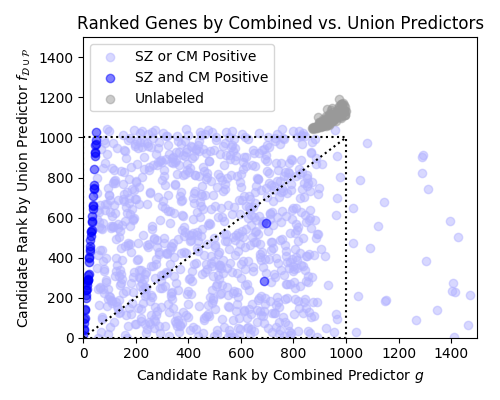 Ranked Genes by Combined vs. Union Predictors
SZ or CM Positive
SZ and CM Positive
Unlabeled
Candidate Rank by Union Predictor f_{𝒟∪𝒫}
1400
1200
1000
800
600
400
200
0
0 200 400 600 800 1000 1200 1400
Candidate Rank by Combined Predictor g